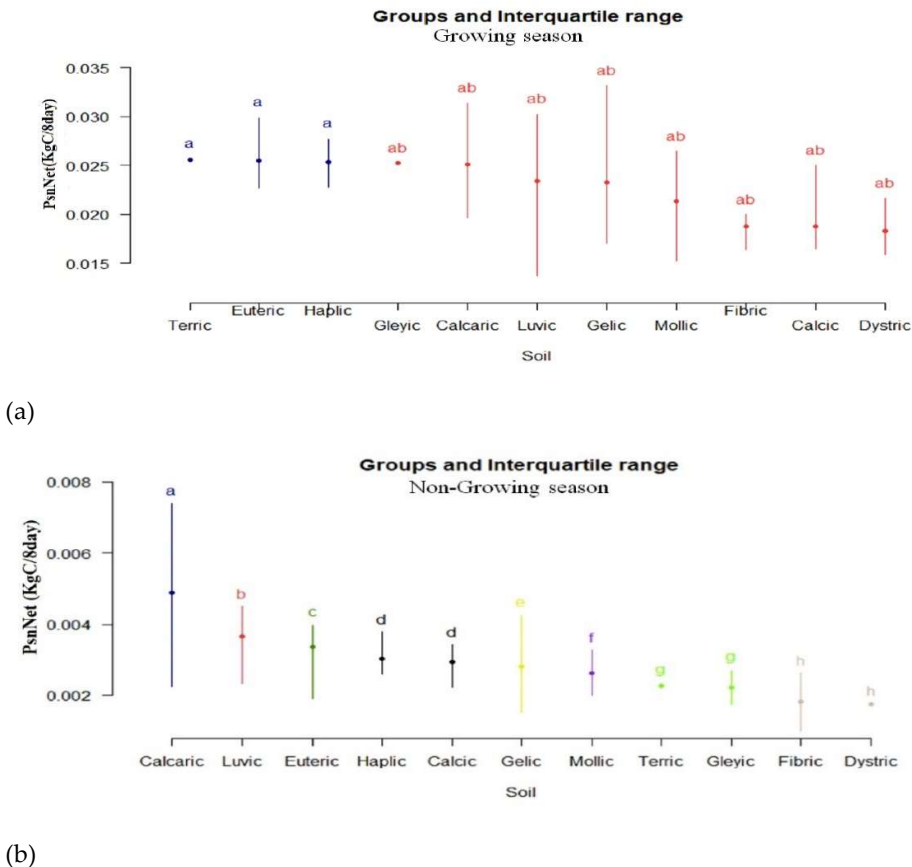 Groups and Interquartile range
Growing season
PsnNet(KgC/8day)
0.035
0.030
0.025
0.020
0.015
a a a ab ab ab ab ab ab ab ab
Terric Euteric Haplic Gleyic Calcaric Luvic Gelic Mollic Fibric Calcic Dystric
Soil
(a)
Groups and Interquartile range
Non-Growing season
PsnNet (KgC/8day)
0.008
0.006
0.004
0.002
a b c d d e f g g h h
Calcaric Luvic Euteric Haplic Calcic Gelic Mollic Terric Gleyic Fibric Dystric
Soil
(b)